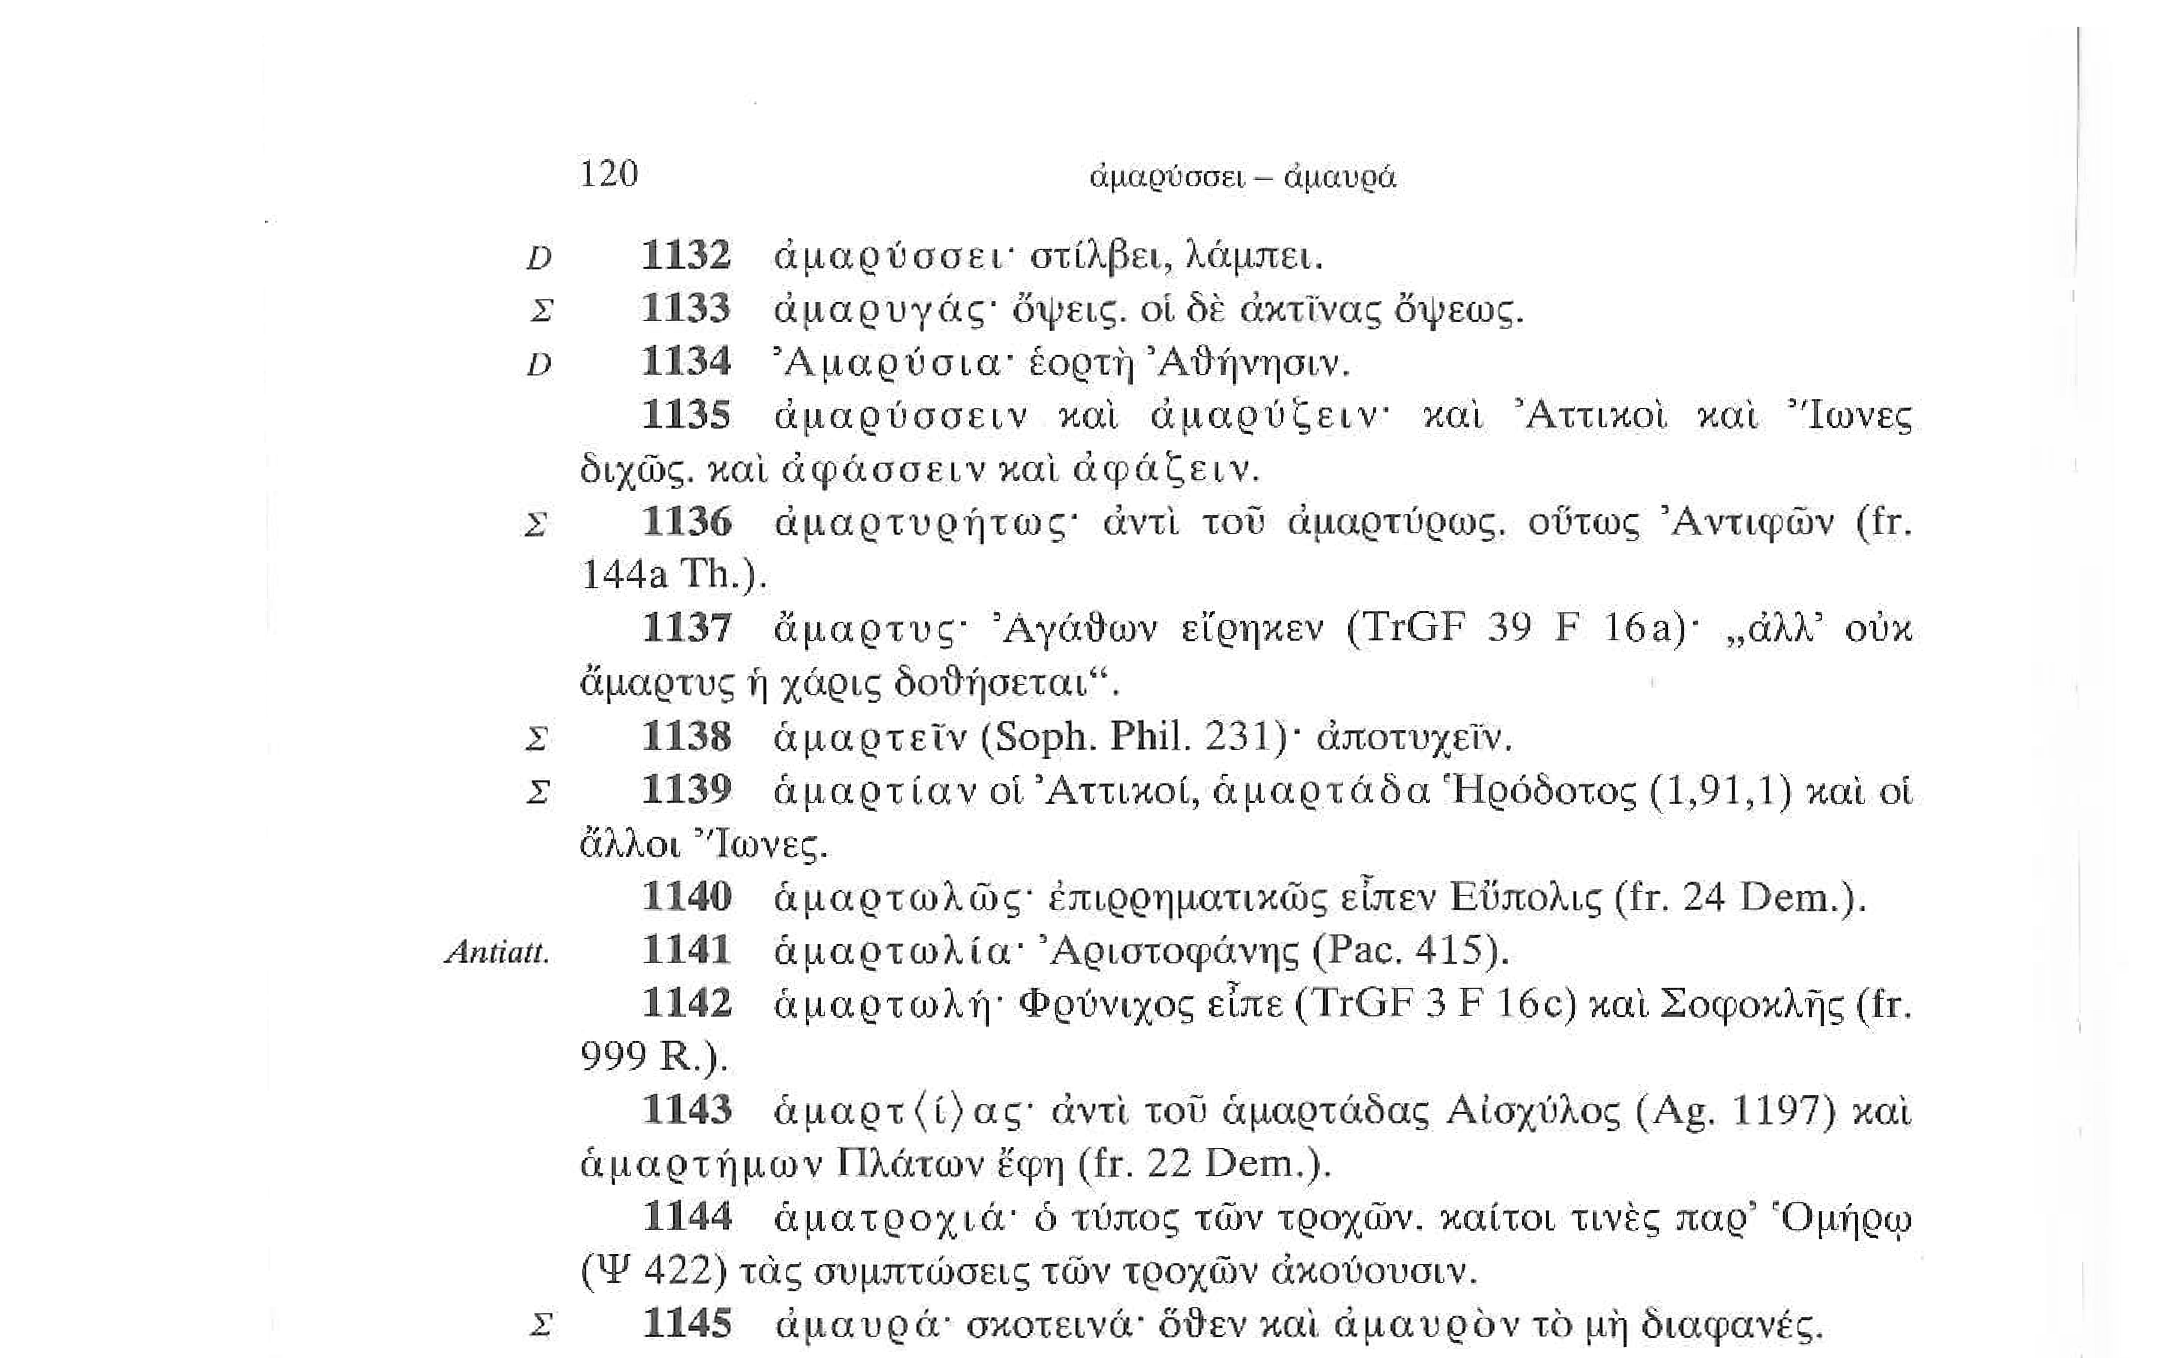 120 ἀμαρύσσει – ἀμαυρά
D 1132 ἀμαρύσσει· στίλβει, λάμπει.
Σ 1133 ἀμαρυγάς· ὄψεις. οἱ δὲ ἀκτῖνας ὄψεως.
D 1134 Ἀμαρύσια· ἑορτὴ Ἀθήνησιν.
1135 ἀμαρύσσειν καὶ ἀμαρύζειν· καὶ Ἀττικοὶ καὶ Ἴωνες
διχῶς. καὶ ἀφάσσειν καὶ ἀφάζειν.
Σ 1136 ἀμαρτυρήτως· ἀντὶ τοῦ ἀμαρτύρως. οὕτως Ἀντιφῶν (fr.
144a Th.).
1137 ἄμαρτυς· Ἀγάθων εἴρηκεν (TrGF 39 F 16a)· „ἀλλ’ οὐκ
ἄμαρτυς ἡ χάρις δοθήσεται“.
Σ 1138 ἁμαρτεῖν (Soph. Phil. 231)· ἀποτυχεῖν.
Σ 1139 ἁμαρτίαν οἱ Ἀττικοί, ἁμαρτάδα Ἡρόδοτος (1,91,1) καὶ οἱ
ἄλλοι Ἴωνες.
1140 ἁμαρτωλῶς· ἐπιρρηματικῶς εἶπεν Εὔπολις (fr. 24 Dem.).
Antiatt. 1141 ἁμαρτωλία· Ἀριστοφάνης (Pac. 415).
1142 ἁμαρτωλή· Φρύνιχος εἶπε (TrGF 3 F 16c) καὶ Σοφοκλῆς (fr.
999 R.).
1143 ἁμαρτ⟨ί⟩ας· ἀντὶ τοῦ ἁμαρτάδας Αἰσχύλος (Ag. 1197) καὶ
ἁμαρτήμων Πλάτων ἔφη (fr. 22 Dem.).
1144 ἁματροχιά· ὁ τύπος τῶν τροχῶν. καίτοι τινὲς παρ’ Ὁμήρῳ
(Ψ 422) τὰς συμπτώσεις τῶν τροχῶν ἀκούουσιν.
Σ 1145 ἀμαυρά· σκοτεινά· ὅθεν καὶ ἀμαυρὸν τὸ μὴ διαφανές.